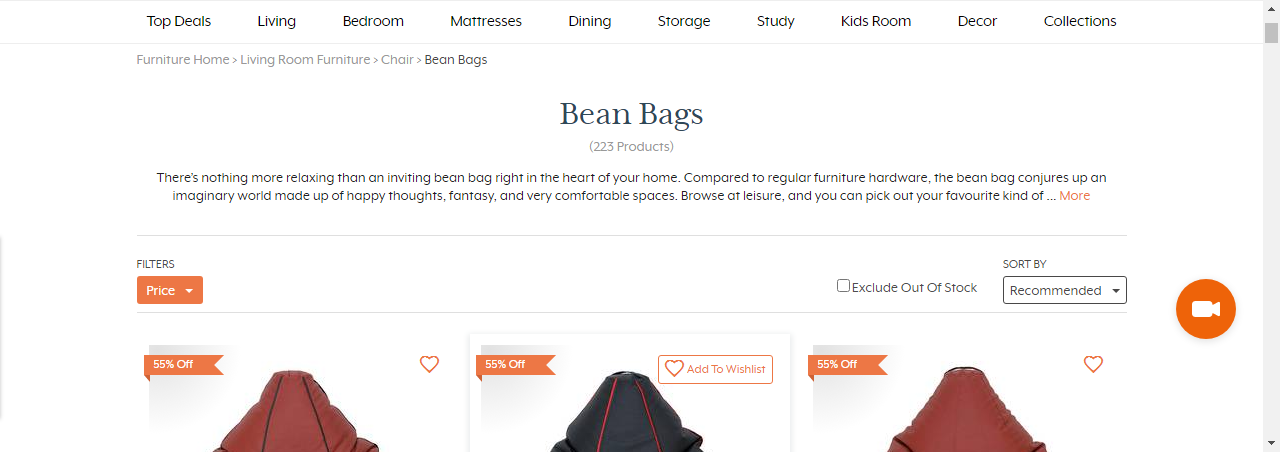 Top Deals Living Bedroom Mattresses Dining Storage Study Kids Room Decor Collections
Furniture Home > Living Room Furniture > Chair > Bean Bags
Bean Bags
(223 Products)
There's nothing more relaxing than an inviting bean bag right in the heart of your home. Compared to regular furniture hardware, the bean bag conjures up an
imaginary world made up of happy thoughts, fantasy, and very comfortable spaces. Browse at leisure, and you can pick out your favourite kind of ... More
FILTERS
Price
Exclude Out Of Stock
SORT BY
Recommended
55% Off
55% Off
Add To Wishlist
55% Off